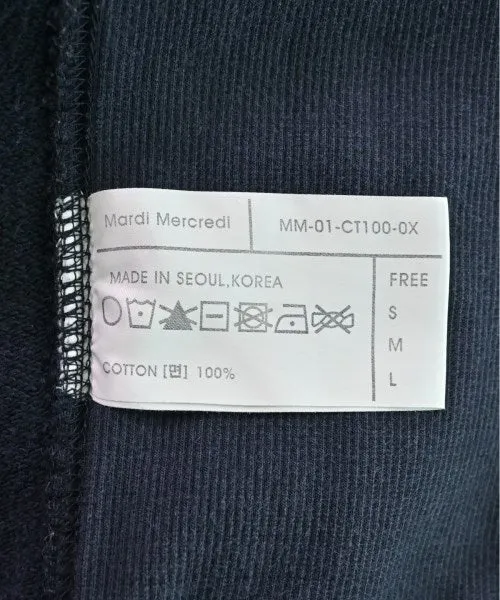 Mardi Mercredi
MM-01-CT100-0X
MADE IN SEOUL,KOREA
COTTON [면] 100%
FREE
S
M
L